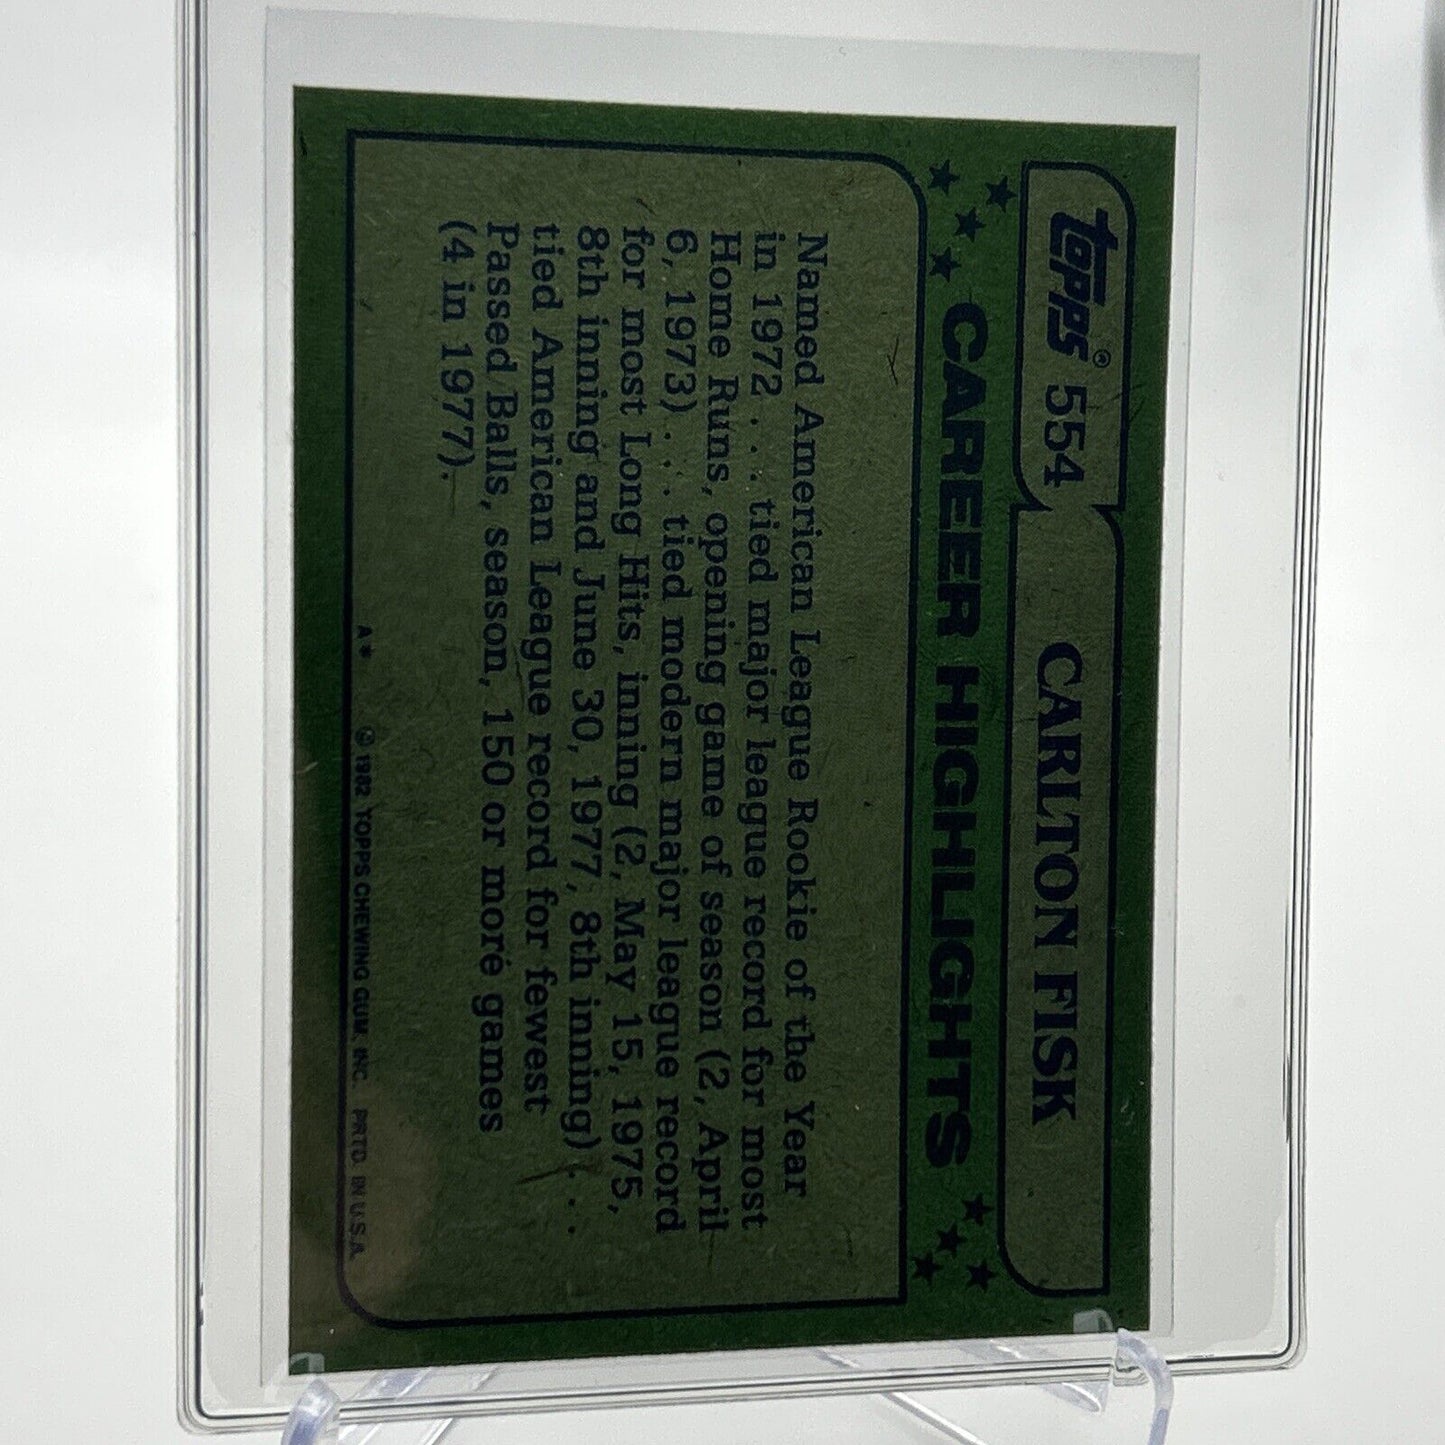 topps® 554 CARLTON FISK
CAREER HIGHLIGHTS
Named American League Rookie of the Year
in 1972 . . . tied major league record for most
Home Runs, opening game of season (2, April
6, 1973) . . . tied modern major league record
for most Long Hits, inning (2, May 15, 1975,
8th inning and June 30, 1977, 8th inning) . . .
tied American League record for fewest
Passed Balls, season, 150 or more games
(4 in 1977).
A* © 1982 TOPPS CHEWING GUM, INC. PRTD. IN U.S.A.